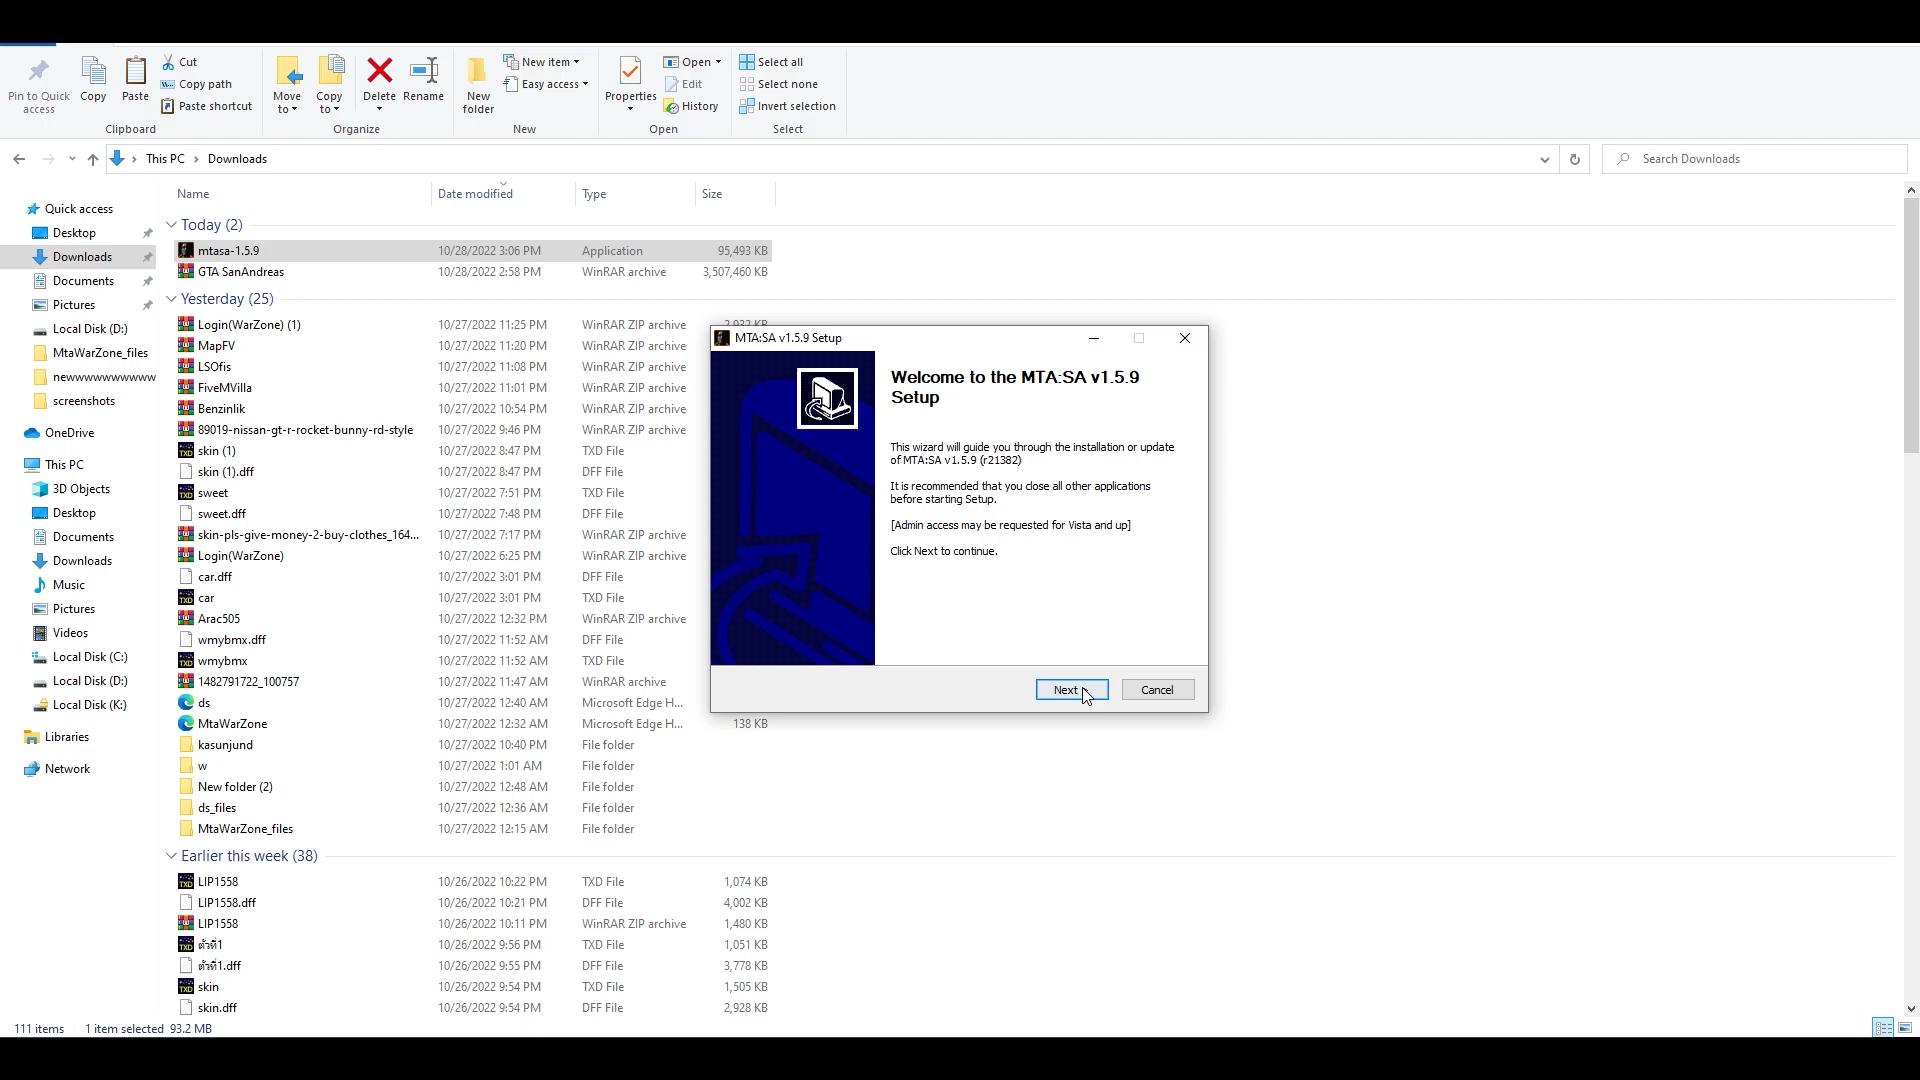 Pin to Quick access
Copy
Paste
Cut
Copy path
Paste shortcut
Clipboard
Move to
Copy to
Delete
Rename
Organize
New folder
New item
Easy access
New
Properties
Open
Edit
History
Open
Select all
Select none
Invert selection
Select
This PC > Downloads
Search Downloads
Name Date modified Type Size
Quick access
Desktop
Downloads
Documents
Pictures
Local Disk (D:)
MtaWarZone_files
newwwwwwwwww
screenshots
OneDrive
This PC
3D Objects
Desktop
Documents
Downloads
Music
Pictures
Videos
Local Disk (C:)
Local Disk (D:)
Local Disk (K:)
Libraries
Network
Today (2)
mtasa-1.5.9 10/28/2022 3:06 PM Application 95,493 KB
GTA SanAndreas 10/28/2022 2:58 PM WinRAR archive 3,507,460 KB
Yesterday (25)
Login(WarZone) (1) 10/27/2022 11:25 PM WinRAR ZIP archive 2,932 KB
MapFV 10/27/2022 11:20 PM WinRAR ZIP archive
LSOfis 10/27/2022 11:08 PM WinRAR ZIP archive
FiveMVilla 10/27/2022 11:01 PM WinRAR ZIP archive
Benzinlik 10/27/2022 10:54 PM WinRAR ZIP archive
89019-nissan-gt-r-rocket-bunny-rd-style 10/27/2022 9:46 PM WinRAR ZIP archive
skin (1) 10/27/2022 8:47 PM TXD File
skin (1).dff 10/27/2022 8:47 PM DFF File
sweet 10/27/2022 7:51 PM TXD File
sweet.dff 10/27/2022 7:48 PM DFF File
skin-pls-give-money-2-buy-clothes_164... 10/27/2022 7:17 PM WinRAR ZIP archive
Login(WarZone) 10/27/2022 6:25 PM WinRAR ZIP archive
car.dff 10/27/2022 3:01 PM DFF File
car 10/27/2022 3:01 PM TXD File
Arac505 10/27/2022 12:32 PM WinRAR ZIP archive
wmybmx.dff 10/27/2022 11:52 AM DFF File
wmybmx 10/27/2022 11:52 AM TXD File
1482791722_100757 10/27/2022 11:47 AM WinRAR archive
ds 10/27/2022 12:40 AM Microsoft Edge H...
MtaWarZone 10/27/2022 12:32 AM Microsoft Edge H... 138 KB
kasunjund 10/27/2022 10:40 PM File folder
w 10/27/2022 1:01 AM File folder
New folder (2) 10/27/2022 12:48 AM File folder
ds_files 10/27/2022 12:36 AM File folder
MtaWarZone_files 10/27/2022 12:15 AM File folder
Earlier this week (38)
LIP1558 10/26/2022 10:22 PM TXD File 1,074 KB
LIP1558.dff 10/26/2022 10:21 PM DFF File 4,002 KB
LIP1558 10/26/2022 10:11 PM WinRAR ZIP archive 1,480 KB
ตัวที่1 10/26/2022 9:56 PM TXD File 1,051 KB
ตัวที่1.dff 10/26/2022 9:55 PM DFF File 3,778 KB
skin 10/26/2022 9:54 PM TXD File 1,505 KB
skin.dff 10/26/2022 9:54 PM DFF File 2,928 KB
MTA:SA v1.5.9 Setup
Welcome to the MTA:SA v1.5.9
Setup
This wizard will guide you through the installation or update
of MTA:SA v1.5.9 (r21382)
It is recommended that you close all other applications
before starting Setup.
[Admin access may be requested for Vista and up]
Click Next to continue.
Next
Cancel
111 items 1 item selected 93.2 MB